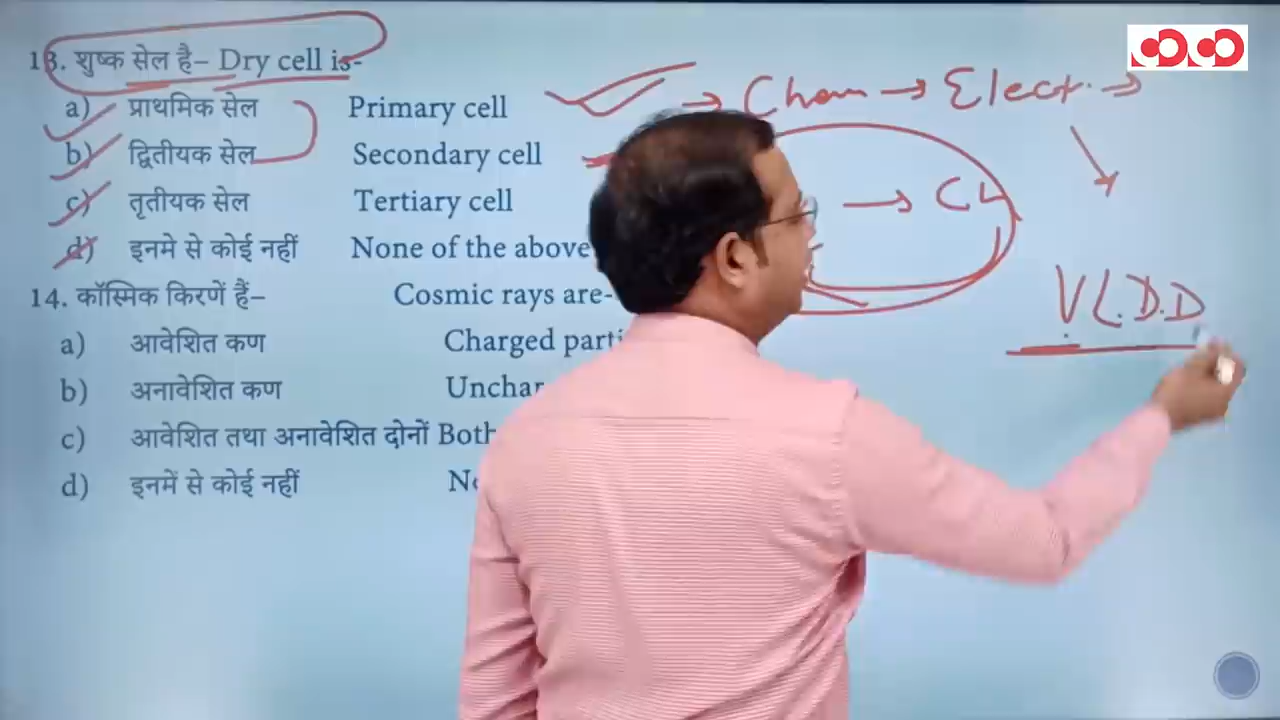 13. शुष्क सेल है– Dry cell is-
a) प्राथमिक सेल Primary cell
b) द्वितीयक सेल Secondary cell
c) तृतीयक सेल Tertiary cell
d) इनमे से कोई नहीं None of the above
14. कॉस्मिक किरणें हैं– Cosmic rays are-
a) आवेशित कण Charged parti
b) अनावेशित कण Unchar
c) आवेशित तथा अनावेशित दोनों Both
d) इनमें से कोई नहीं No
→ Chem → Elect. →
→ Ch
V L.D.D